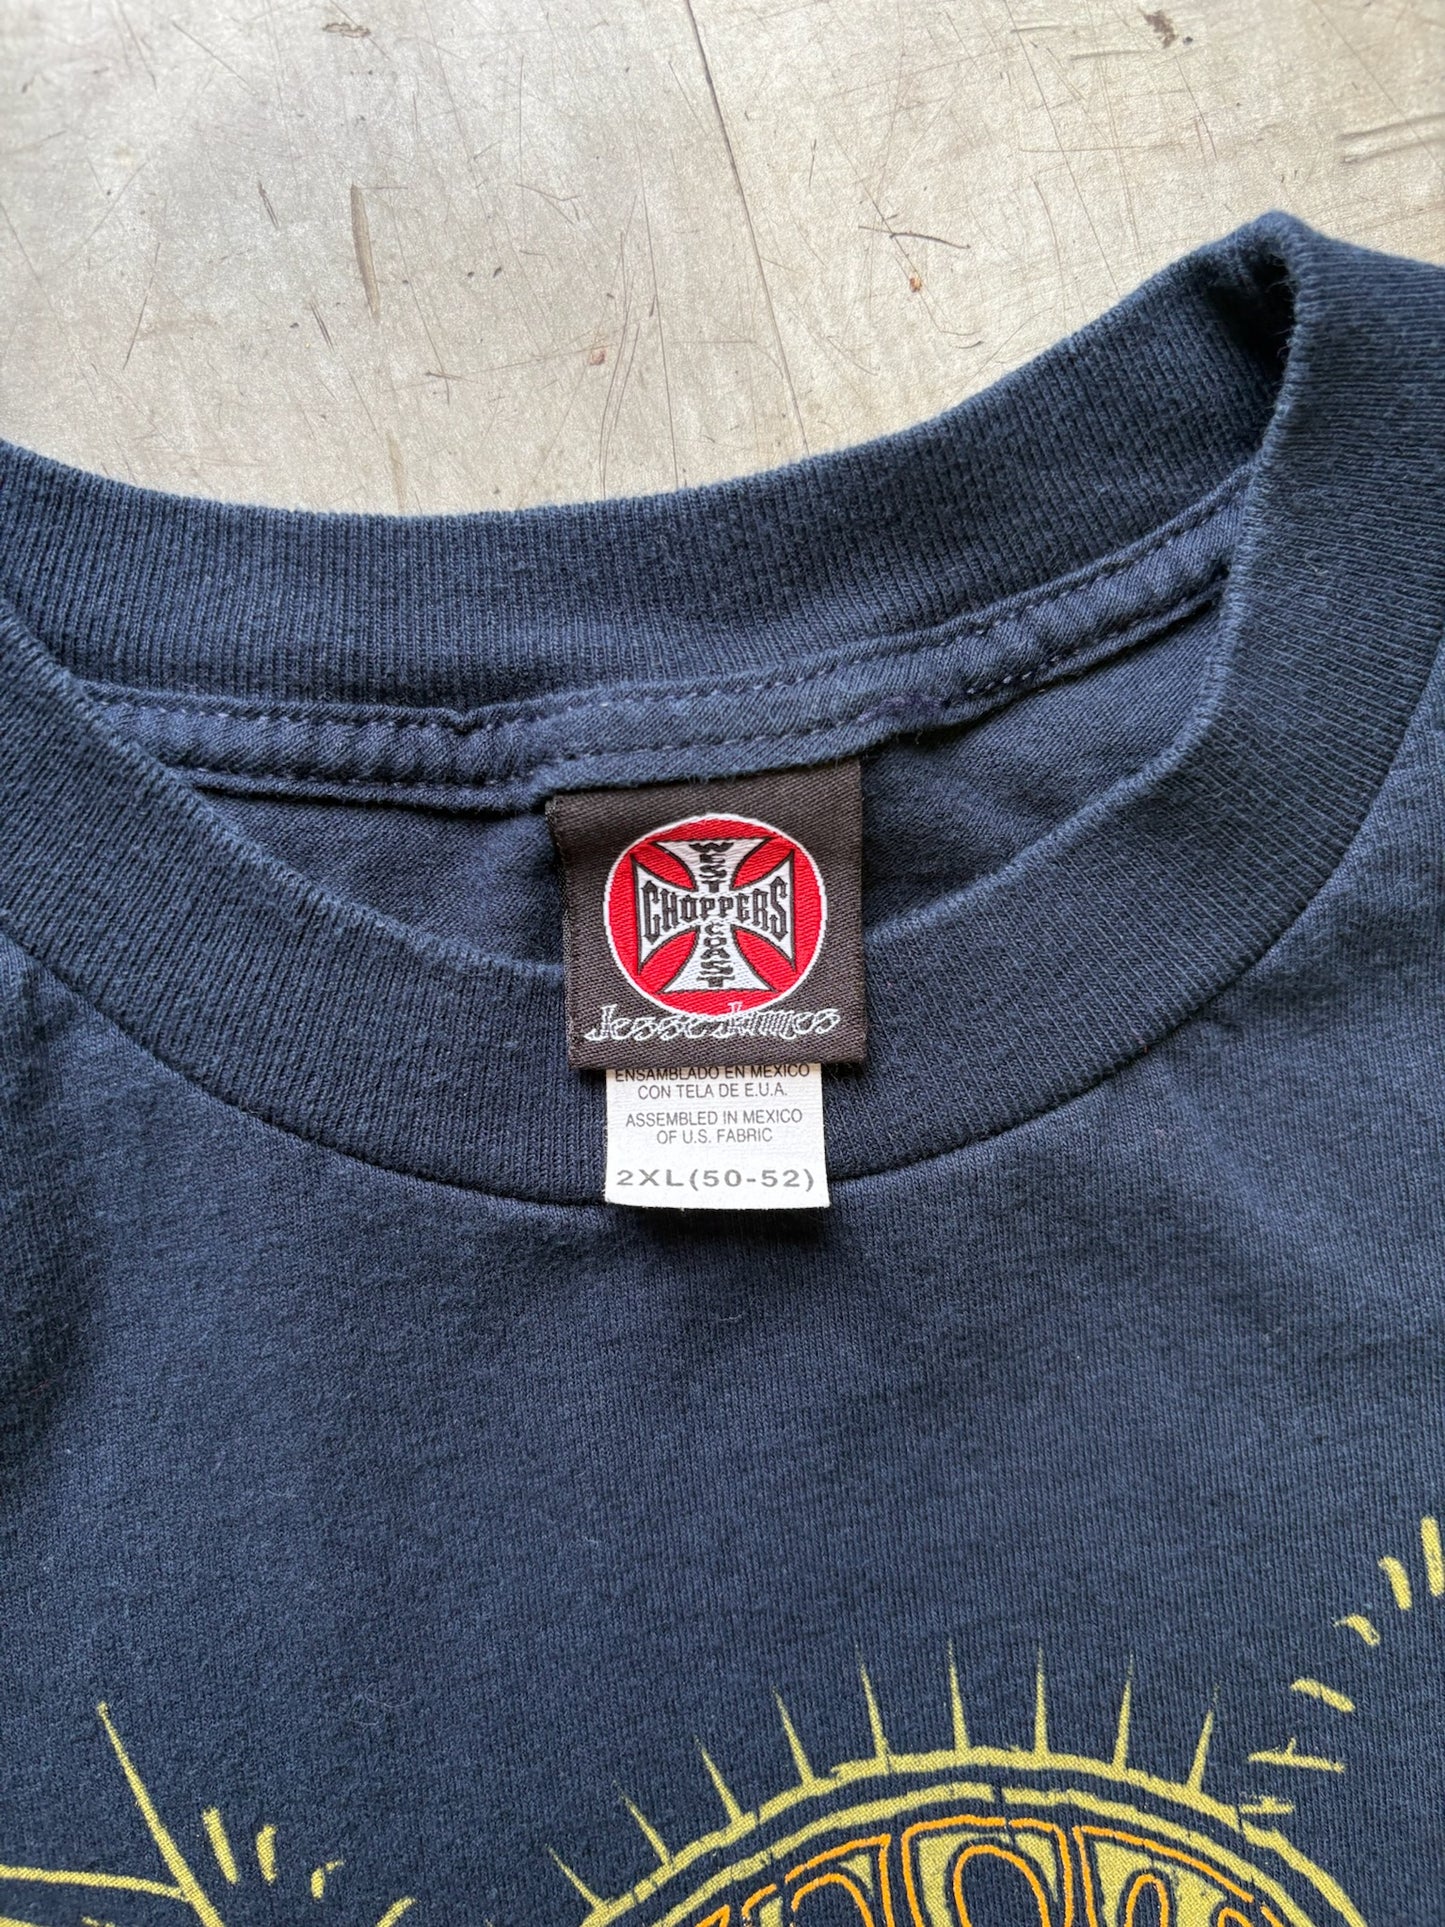 WEST
CHOPPERS
COAST
Jesse James
ENSAMBLADO EN MEXICO
CON TELA DE E.U.A.
ASSEMBLED IN MEXICO
OF U.S. FABRIC
2XL(50-52)